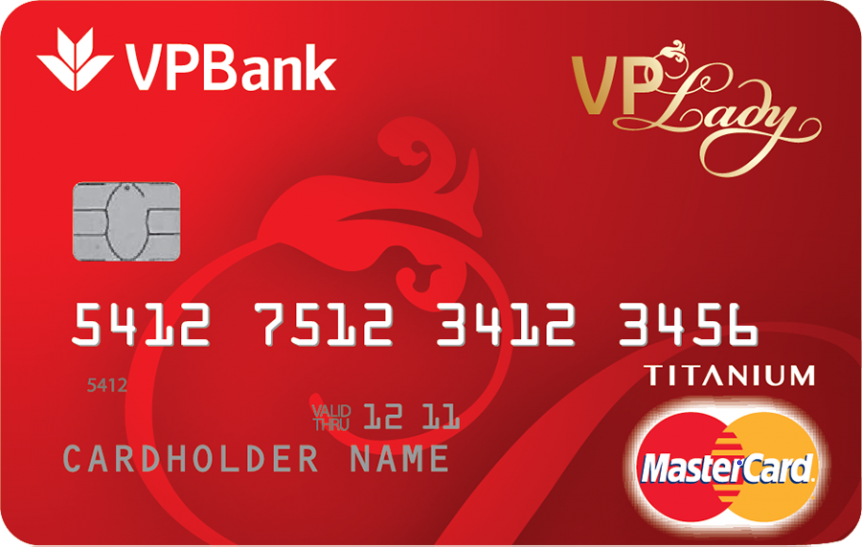 VPBank
VPLady
5412 7512 3412 3456
TITANIUM
5412
VALID THRU 12 11
CARDHOLDER NAME
MasterCard